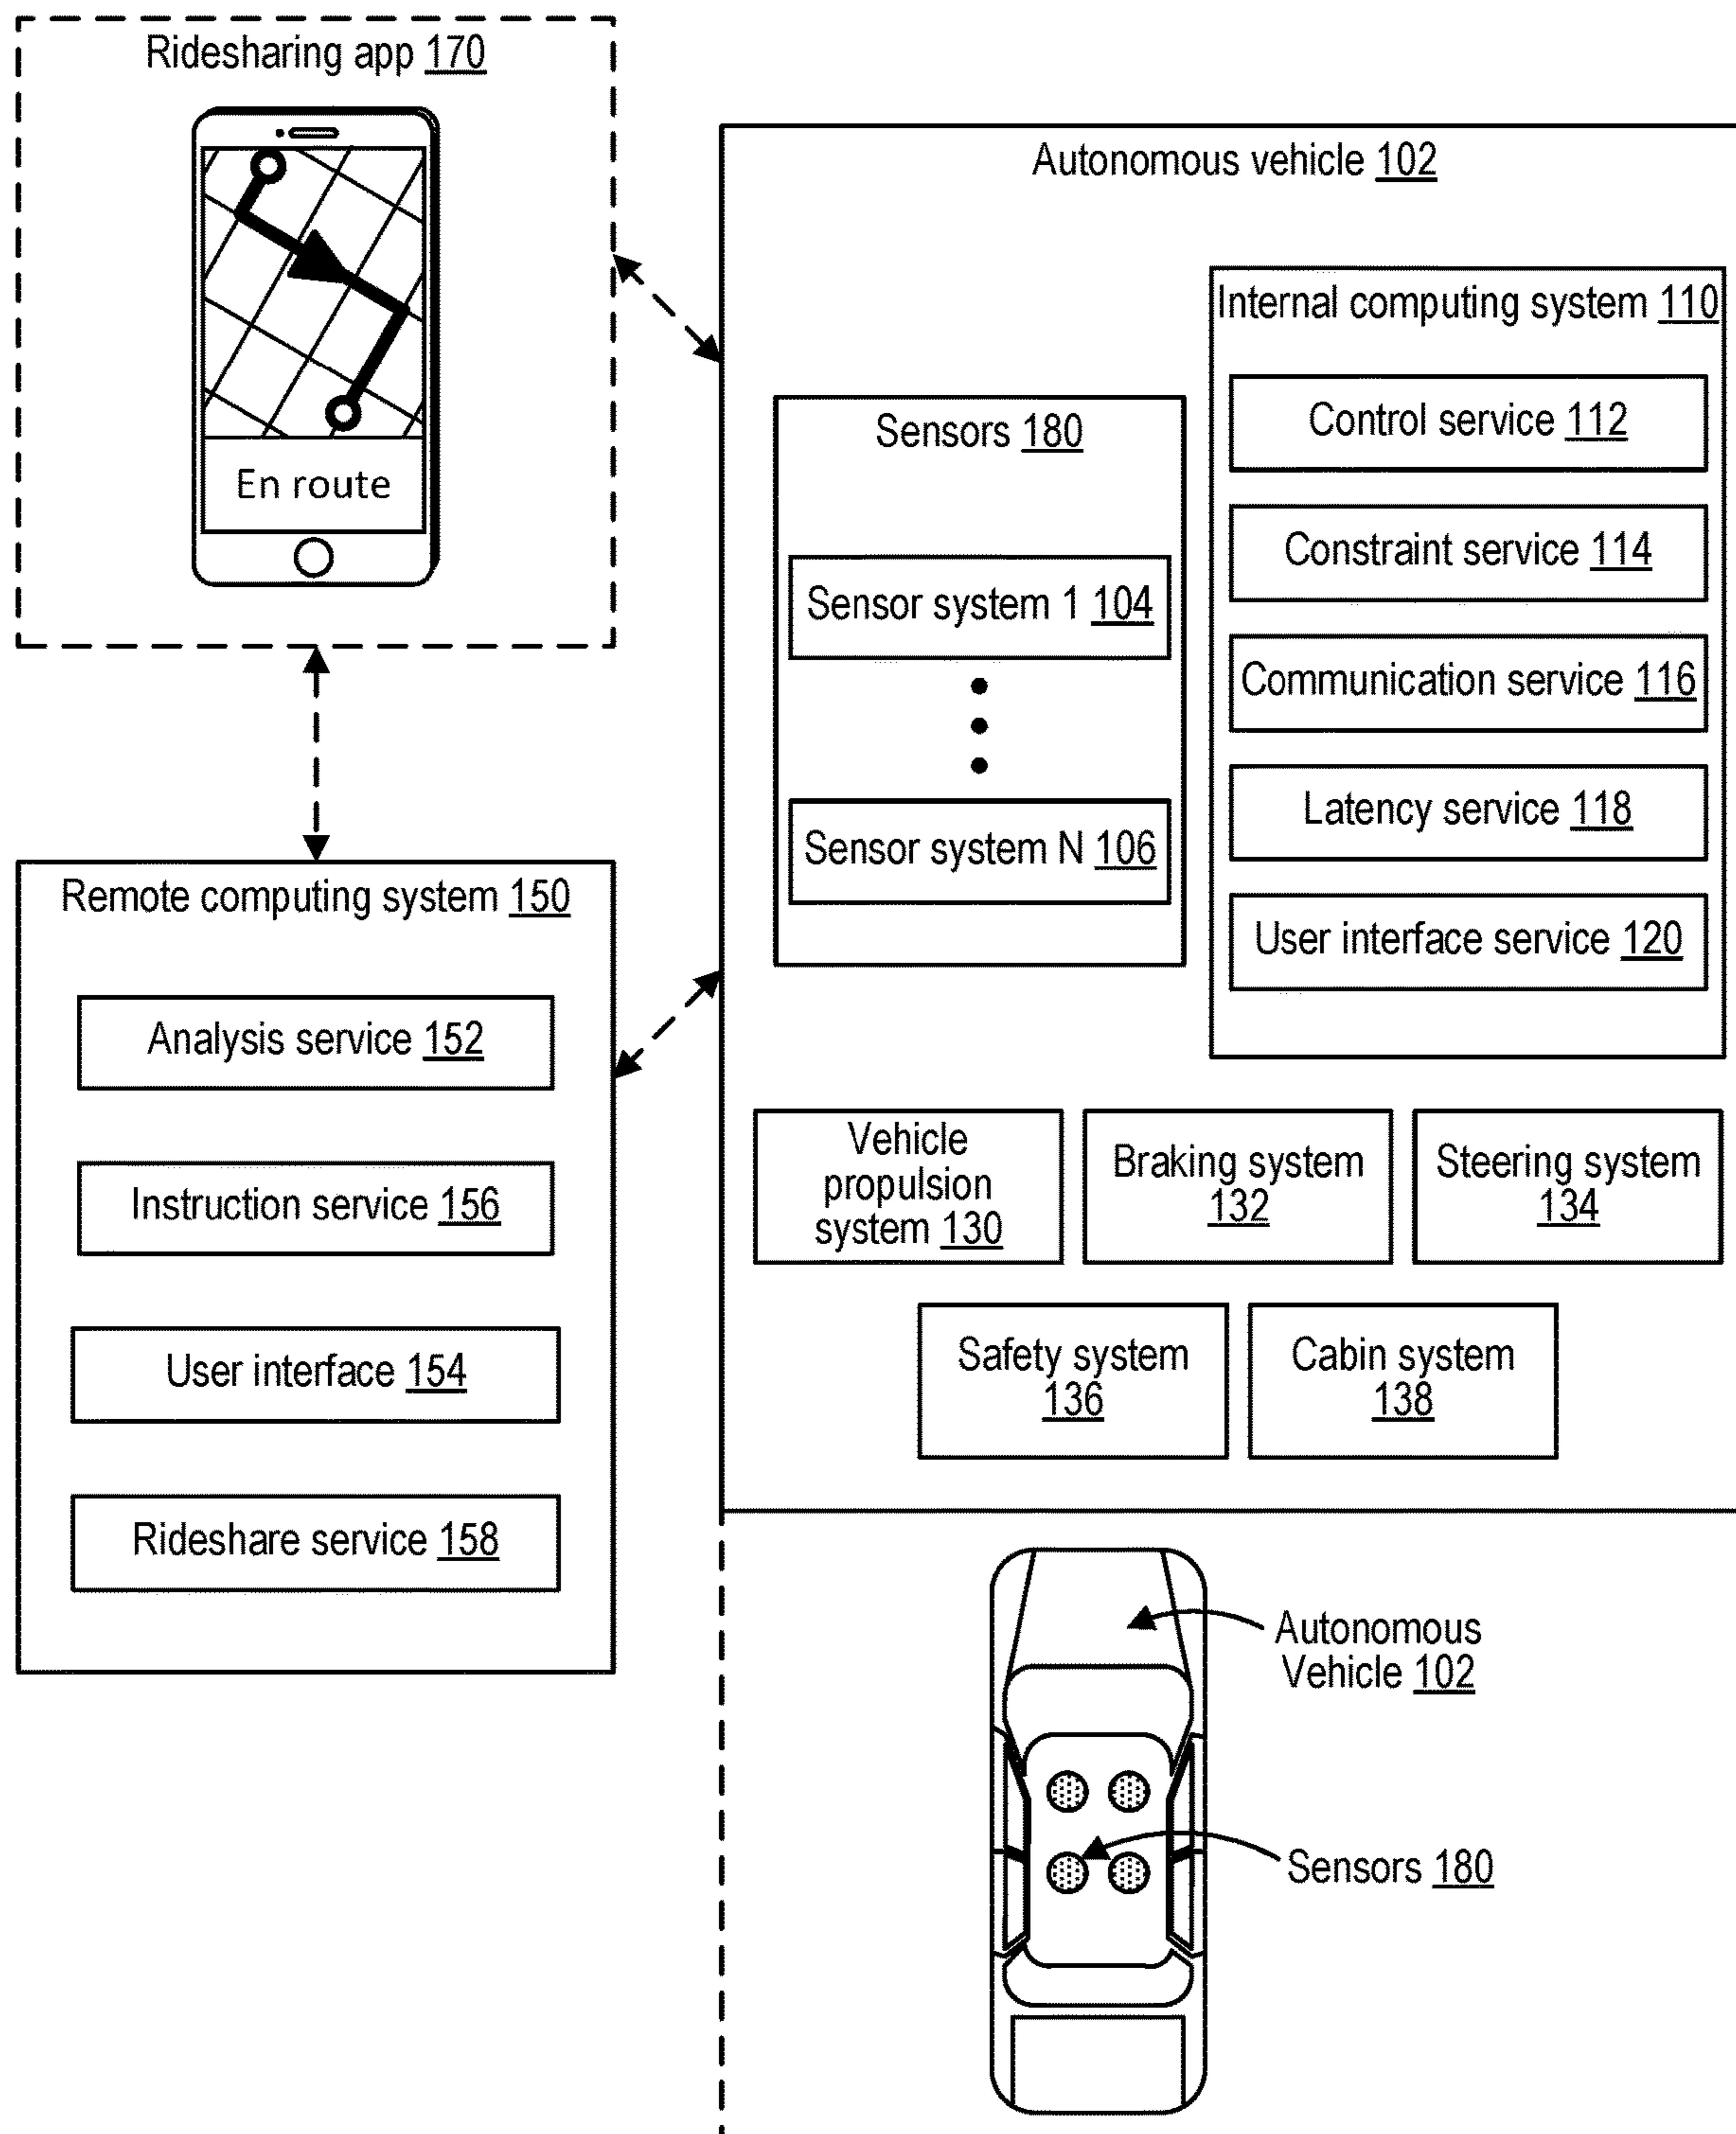 Ridesharing app 170
En route
Autonomous vehicle 102
Internal computing system 110
Control service 112
Constraint service 114
Communication service 116
Latency service 118
User interface service 120
Sensors 180
Sensor system 1 104
Sensor system N 106
Remote computing system 150
Analysis service 152
Instruction service 156
User interface 154
Rideshare service 158
Vehicle
propulsion
system 130
Braking system
132
Steering system
134
Safety system
136
Cabin system
138
Autonomous
Vehicle 102
Sensors 180